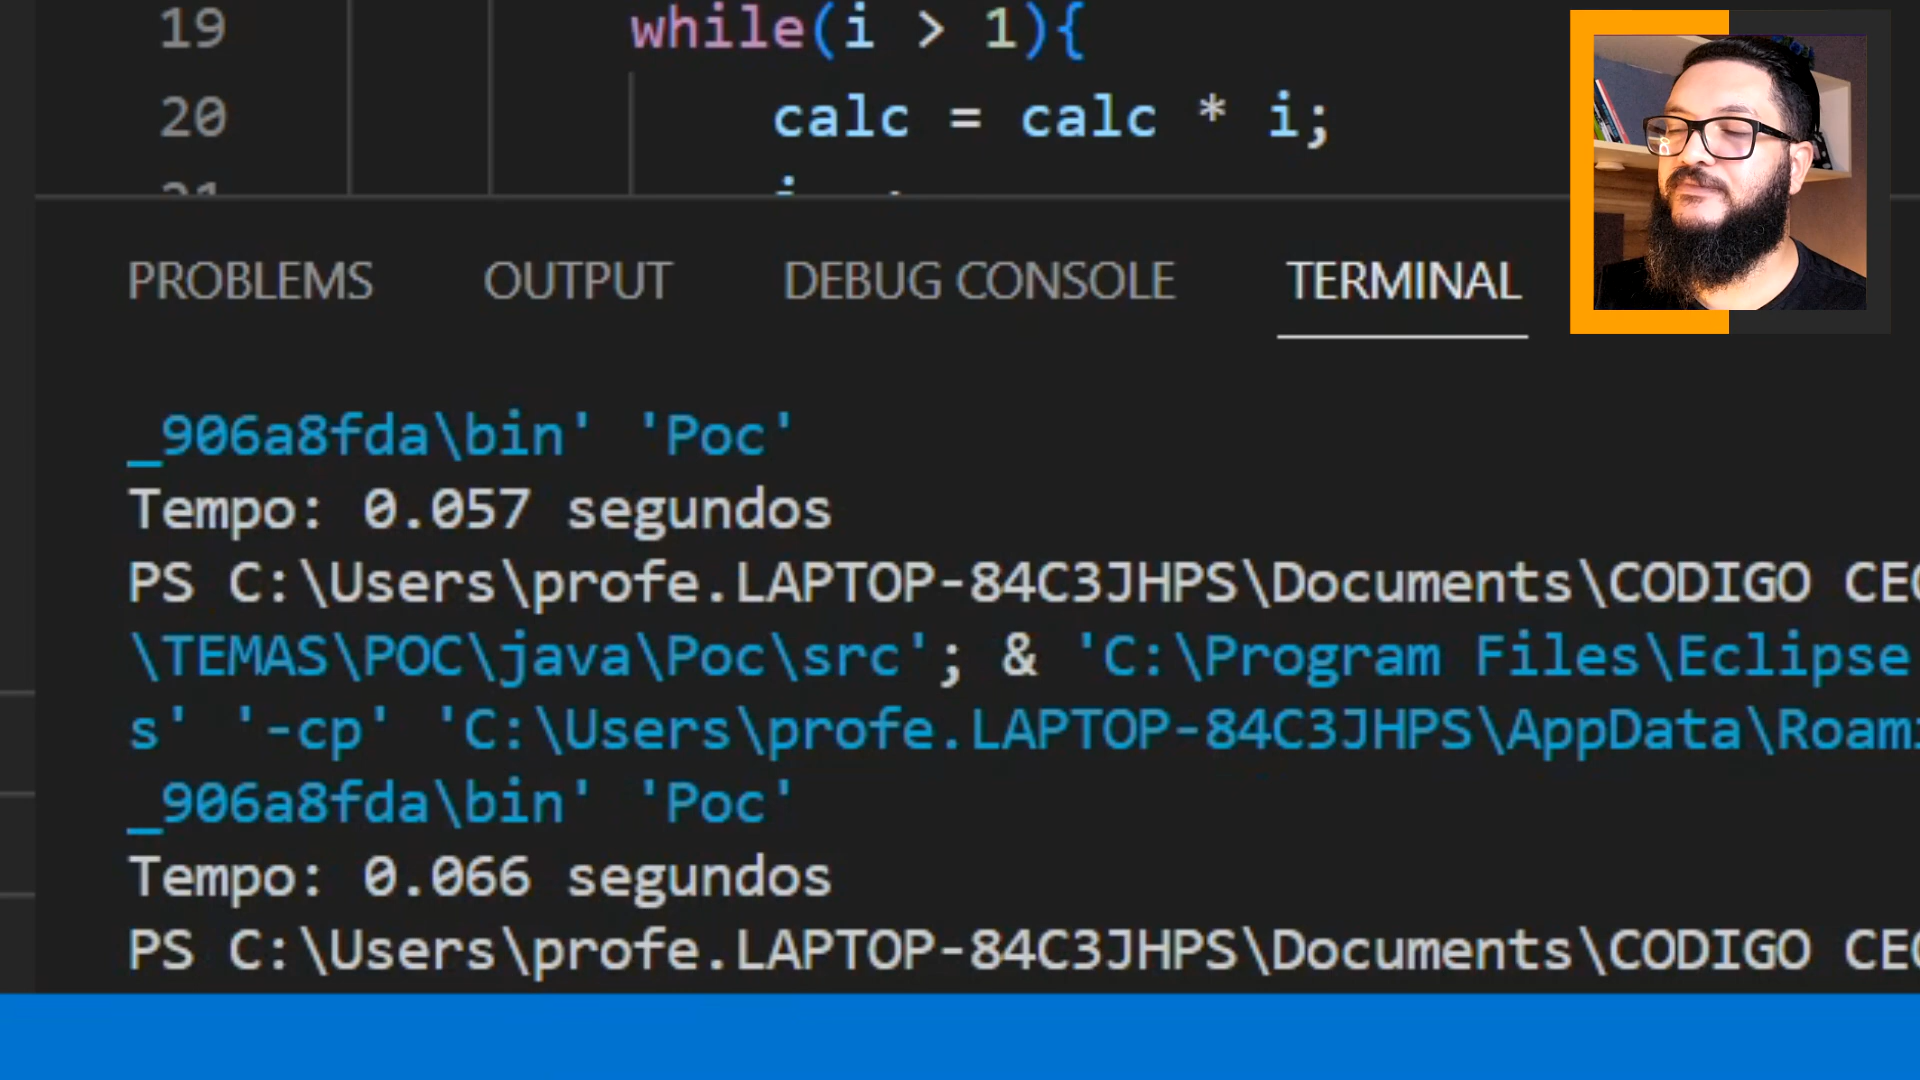 19 while(i > 1){
20 calc = calc * i;
PROBLEMS OUTPUT DEBUG CONSOLE TERMINAL
_906a8fda\bin' 'Poc'
Tempo: 0.057 segundos
PS C:\Users\profe.LAPTOP-84C3JHPS\Documents\CODIGO
\TEMAS\POC\java\Poc\src'; & 'C:\Program Files\Eclipse
s' '-cp' 'C:\Users\profe.LAPTOP-84C3JHPS\AppData\Roami
_906a8fda\bin' 'Poc'
Tempo: 0.066 segundos
PS C:\Users\profe.LAPTOP-84C3JHPS\Documents\CODIGO